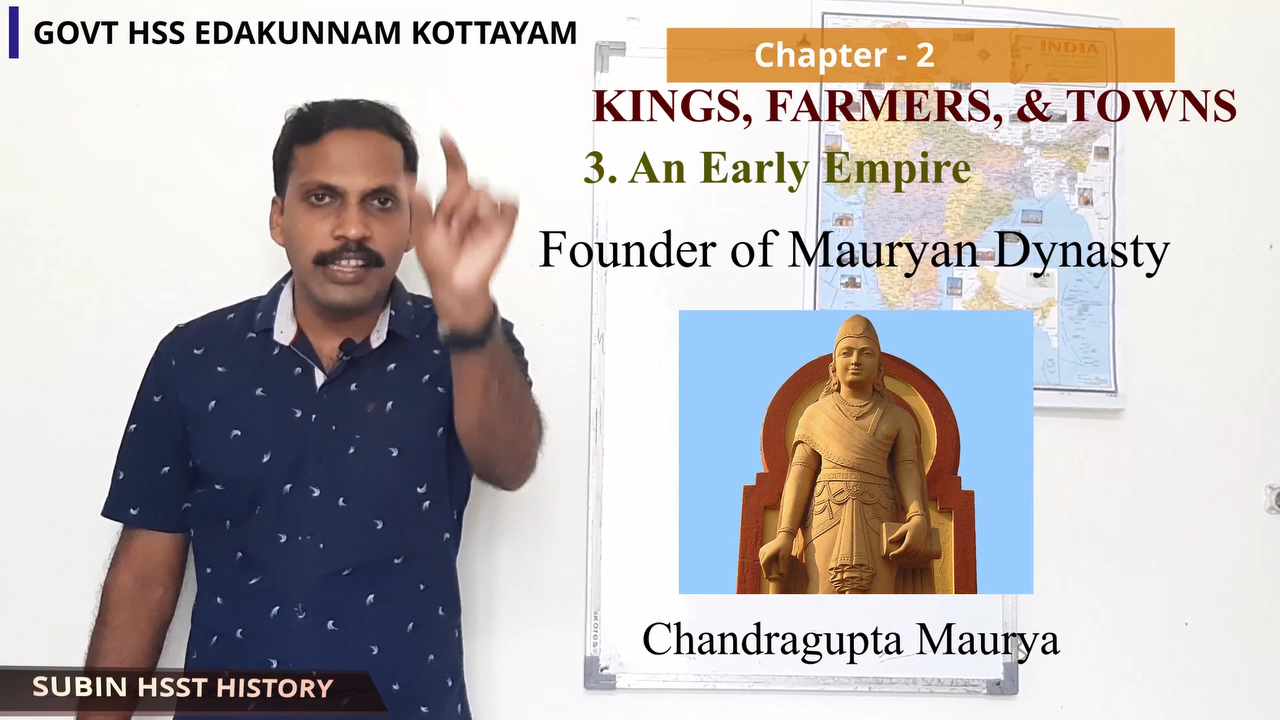 GOVT HSS EDAKUNNAM KOTTAYAM
Chapter - 2
INDIA
KINGS, FARMERS, & TOWNS
3. An Early Empire
Founder of Mauryan Dynasty
Chandragupta Maurya
SUBIN HSST HISTORY